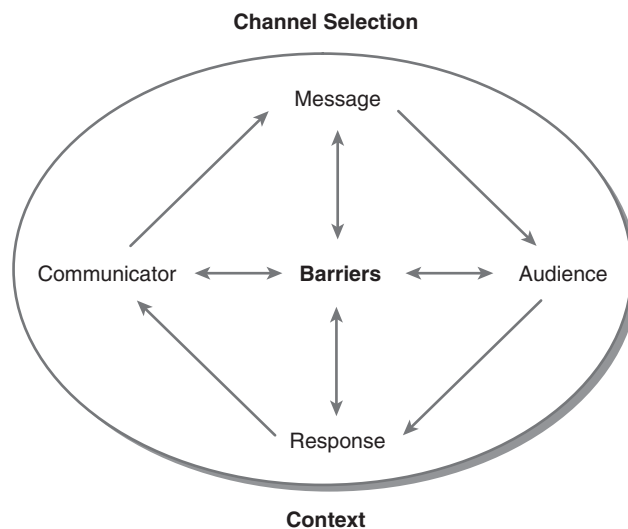 Channel Selection
Message
Communicator
Barriers
Audience
Response
Context